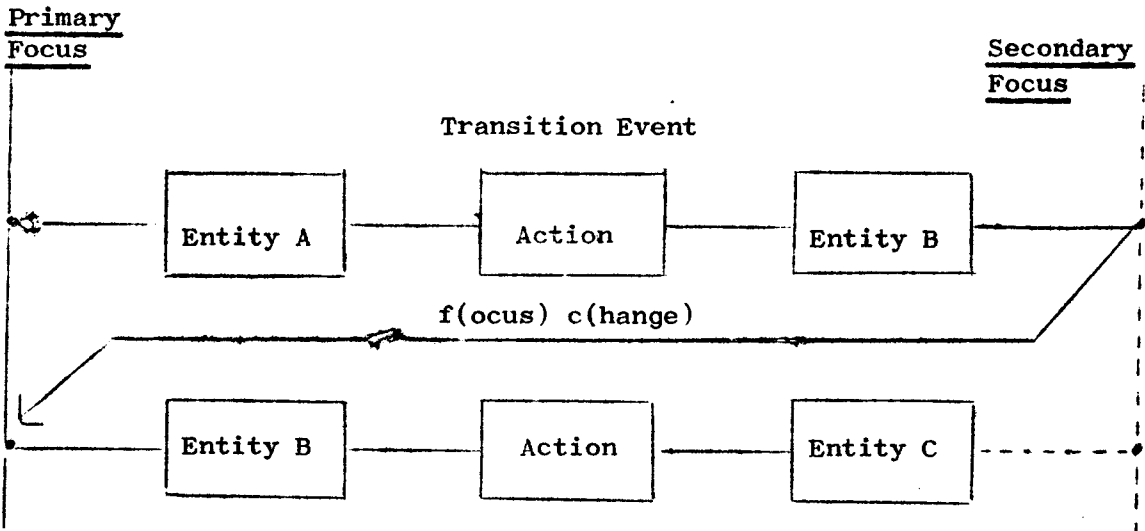 Primary
Focus
Secondary
Focus
Transition Event
Entity A
Action
Entity B
f(ocus) c(hange)
Entity B
Action
Entity C